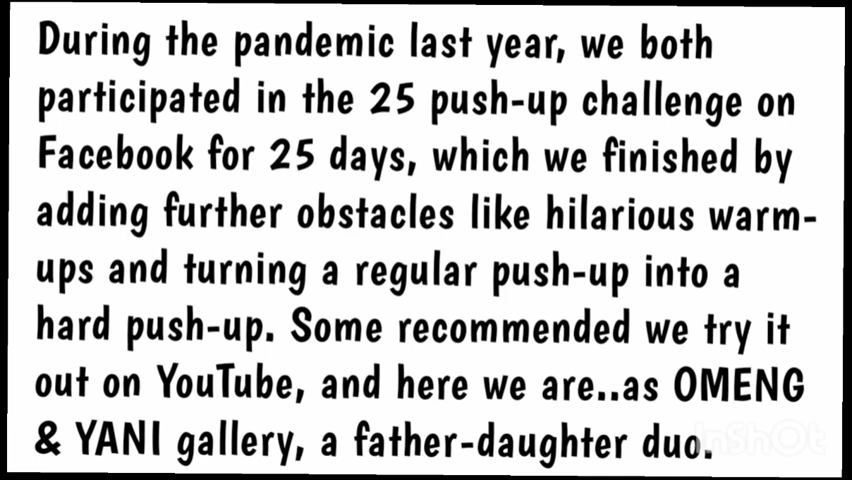 During the pandemic last year, we both
participated in the 25 push-up challenge on
Facebook for 25 days, which we finished by
adding further obstacles like hilarious warm-
ups and turning a regular push-up into a
hard push-up. Some recommended we try it
out on YouTube, and here we are..as OMENG
& YANI gallery, a father-daughter duo.
InShOt